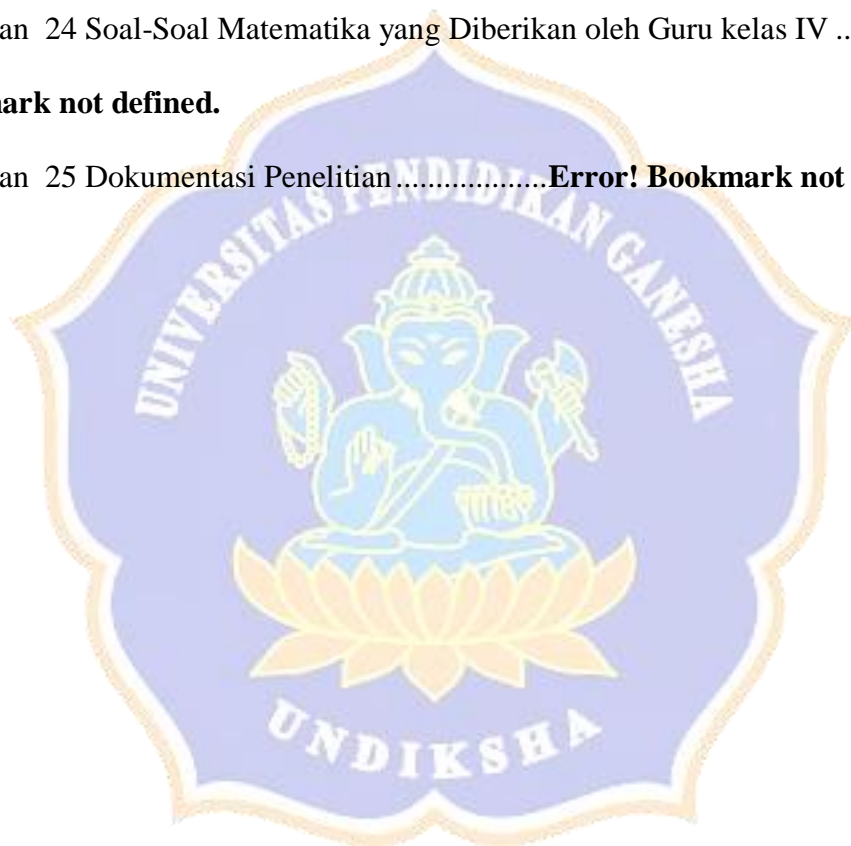 an 24 Soal-Soal Matematika yang Diberikan oleh Guru kelas IV ..
ark not defined.
an 25 Dokumentasi Penelitian..................Error! Bookmark not
UNIVERSITAS PENDIDIKAN GANESHA
UNDIKSHA